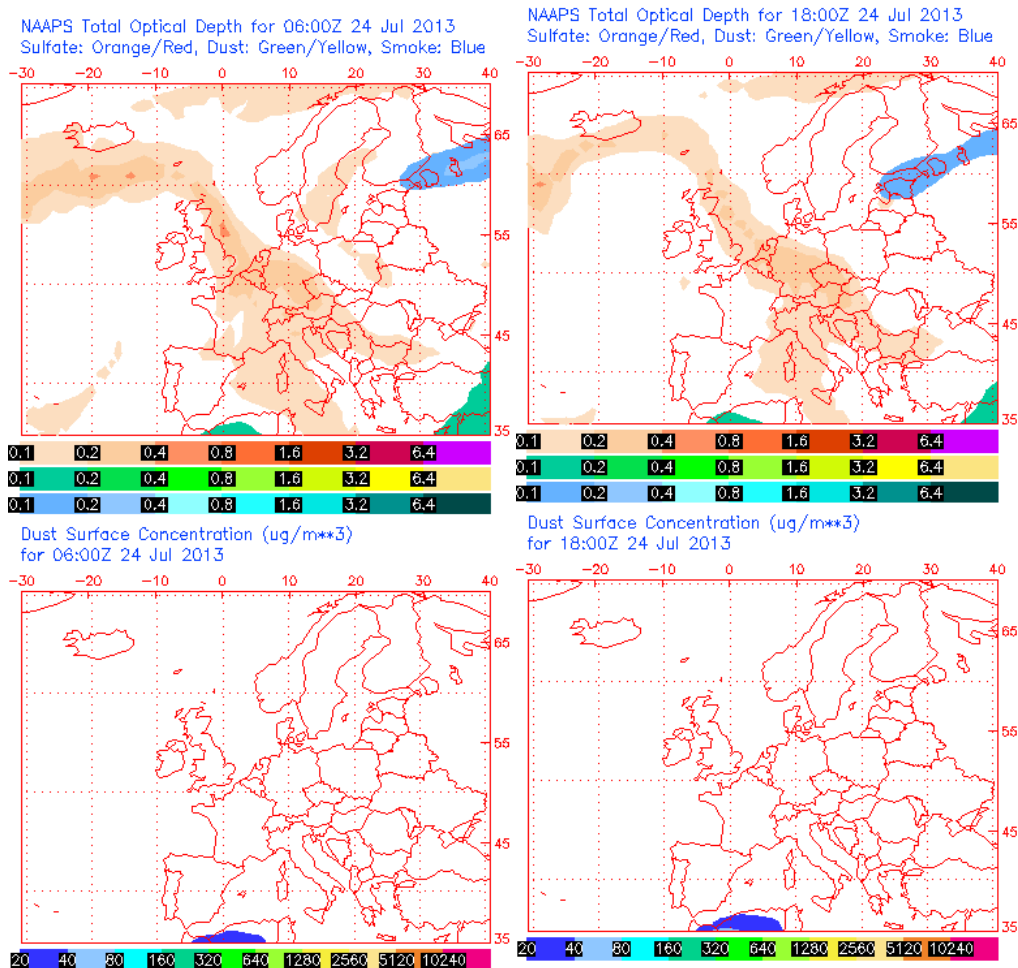 NAAPS Total Optical Depth for 06:00Z 24 Jul 2013
Sulfate: Orange/Red, Dust: Green/Yellow, Smoke: Blue
-30 -20 -10 0 10 20 30 40
65
55
45
35
0.1 0.2 0.4 0.8 1.6 3.2 6.4
0.1 0.2 0.4 0.8 1.6 3.2 6.4
0.1 0.2 0.4 0.8 1.6 3.2 6.4
NAAPS Total Optical Depth for 18:00Z 24 Jul 2013
Sulfate: Orange/Red, Dust: Green/Yellow, Smoke: Blue
-30 -20 -10 0 10 20 30 40
65
55
45
35
0.1 0.2 0.4 0.8 1.6 3.2 6.4
0.1 0.2 0.4 0.8 1.6 3.2 6.4
0.1 0.2 0.4 0.8 1.6 3.2 6.4
Dust Surface Concentration (ug/m**3)
for 06:00Z 24 Jul 2013
-30 -20 -10 0 10 20 30 40
65
55
45
35
20 40 80 160 320 640 1280 2560 5120 10240
Dust Surface Concentration (ug/m**3)
for 18:00Z 24 Jul 2013
-30 -20 -10 0 10 20 30 40
65
55
45
35
20 40 80 160 320 640 1280 2560 5120 10240